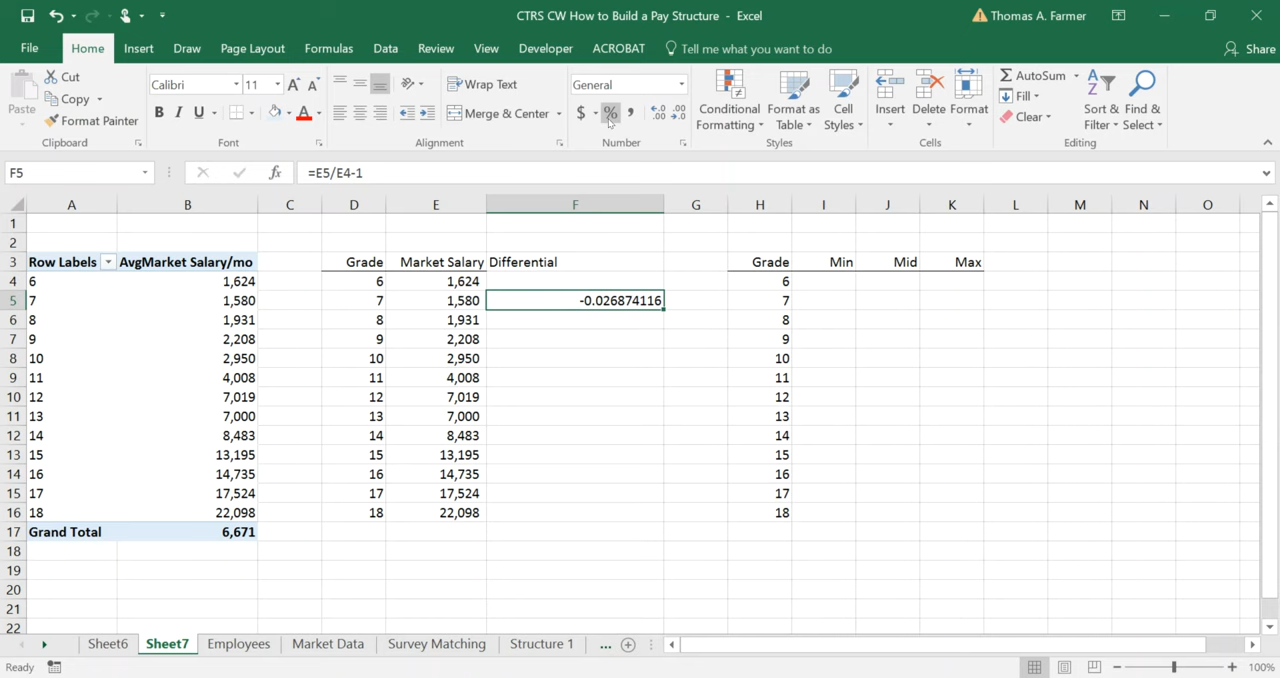 CTRS CW How to Build a Pay Structure - Excel
Thomas A. Farmer
File Home Insert Draw Page Layout Formulas Data Review View Developer ACROBAT Tell me what you want to do Share
Paste
Cut
Copy
Format Painter
Clipboard
Calibri 11 A A
B I U A
Font
Wrap Text
Merge & Center
Alignment
General
$ % , .00 .00
Number
Conditional Formatting
Format as Table
Cell Styles
Styles
Insert Delete Format
Cells
AutoSum
Fill
Clear
Sort & Filter
Find & Select
Editing
F5 fx =E5/E4-1
A B C D E F G H I J K L M N O
1
2
3 Row Labels AvgMarket Salary/mo Grade Market Salary Differential Grade Min Mid Max
4 6 1,624 6 1,624 6
5 7 1,580 7 1,580 -0.026874116 7
6 8 1,931 8 1,931 8
7 9 2,208 9 2,208 9
8 10 2,950 10 2,950 10
9 11 4,008 11 4,008 11
10 12 7,019 12 7,019 12
11 13 7,000 13 7,000 13
12 14 8,483 14 8,483 14
13 15 13,195 15 13,195 15
14 16 14,735 16 14,735 16
15 17 17,524 17 17,524 17
16 18 22,098 18 22,098 18
17 Grand Total 6,671
18
19
20
21
22
Sheet6 Sheet7 Employees Market Data Survey Matching Structure 1 ...
Ready 100%